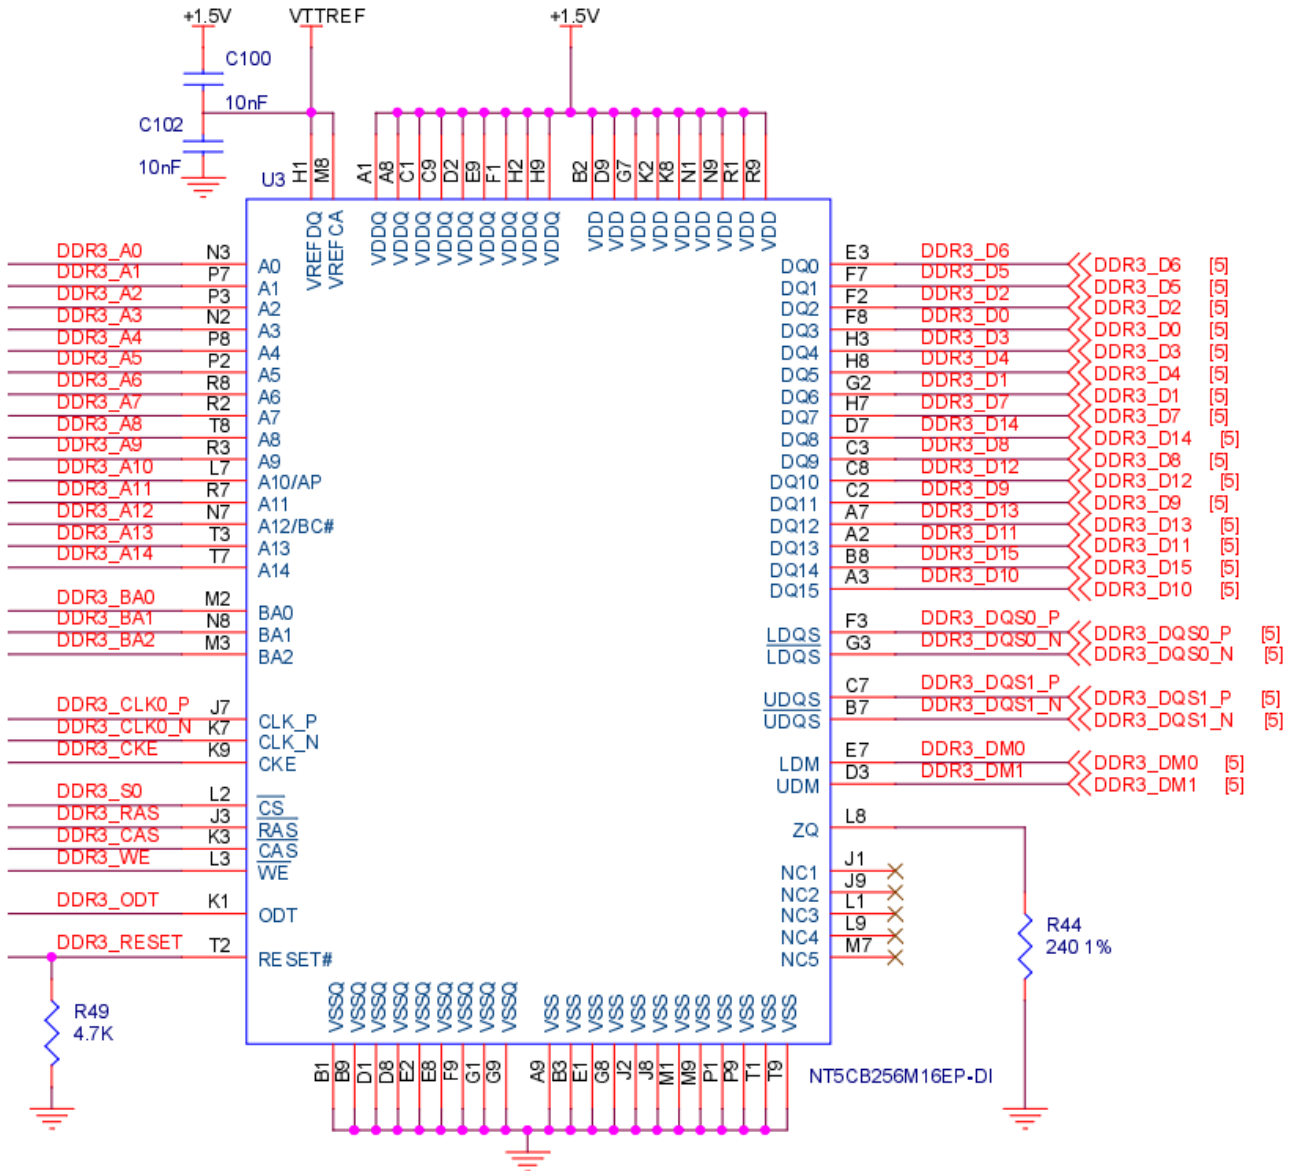 +1.5V VTTREF +1.5V
C100
10nF
C102
10nF
U3 H1 M8 A1 A8 C1 C9 D2 E9 F1 H2 H9 B2 D9 G7 K2 K8 N1 N9 R1 R9
VREFDQ VREFCA VDDQ VDDQ VDDQ VDDQ VDDQ VDDQ VDDQ VDDQ VDDQ VDD VDD VDD VDD VDD VDD VDD VDD VDD
DDR3_A0 N3 A0
DDR3_A1 P7 A1
DDR3_A2 P3 A2
DDR3_A3 N2 A3
DDR3_A4 P8 A4
DDR3_A5 P2 A5
DDR3_A6 R8 A6
DDR3_A7 R2 A7
DDR3_A8 T8 A8
DDR3_A9 R3 A9
DDR3_A10 L7 A10/AP
DDR3_A11 R7 A11
DDR3_A12 N7 A12/BC#
DDR3_A13 T3 A13
DDR3_A14 T7 A14
DDR3_BA0 M2 BA0
DDR3_BA1 N8 BA1
DDR3_BA2 M3 BA2
DDR3_CLK0_P J7 CLK_P
DDR3_CLK0_N K7 CLK_N
DDR3_CKE K9 CKE
DDR3_S0 L2 CS
DDR3_RAS J3 RAS
DDR3_CAS K3 CAS
DDR3_WE L3 WE
DDR3_ODT K1 ODT
DDR3_RESET T2 RESET#
R49
4.7K
DQ0 E3 DDR3_D6 DDR3_D6 [5]
DQ1 F7 DDR3_D5 DDR3_D5 [5]
DQ2 F2 DDR3_D2 DDR3_D2 [5]
DQ3 F8 DDR3_D0 DDR3_D0 [5]
DQ4 H3 DDR3_D3 DDR3_D3 [5]
DQ5 H8 DDR3_D4 DDR3_D4 [5]
DQ6 G2 DDR3_D1 DDR3_D1 [5]
DQ7 H7 DDR3_D7 DDR3_D7 [5]
DQ8 D7 DDR3_D14 DDR3_D14 [5]
DQ9 C3 DDR3_D8 DDR3_D8 [5]
DQ10 C8 DDR3_D12 DDR3_D12 [5]
DQ11 C2 DDR3_D9 DDR3_D9 [5]
DQ12 A7 DDR3_D13 DDR3_D13 [5]
DQ13 A2 DDR3_D11 DDR3_D11 [5]
DQ14 B8 DDR3_D15 DDR3_D15 [5]
DQ15 A3 DDR3_D10 DDR3_D10 [5]
LDQS F3 DDR3_DQS0_P DDR3_DQS0_P [5]
LDQS G3 DDR3_DQS0_N DDR3_DQS0_N [5]
UDQS C7 DDR3_DQS1_P DDR3_DQS1_P [5]
UDQS B7 DDR3_DQS1_N DDR3_DQS1_N [5]
LDM E7 DDR3_DM0 DDR3_DM0 [5]
UDM D3 DDR3_DM1 DDR3_DM1 [5]
ZQ L8
NC1 J1
NC2 J9
NC3 L1
NC4 L9
NC5 M7
R44
240 1%
VSSQ VSSQ VSSQ VSSQ VSSQ VSSQ VSSQ VSSQ VSSQ VSS VSS VSS VSS VSS VSS VSS VSS VSS VSS VSS VSS
B1 B9 D1 D8 E2 E8 F9 G1 G9 A9 B3 E1 G8 J2 J8 M1 M9 P1 P9 T1 T9
NT5CB256M16EP-DI